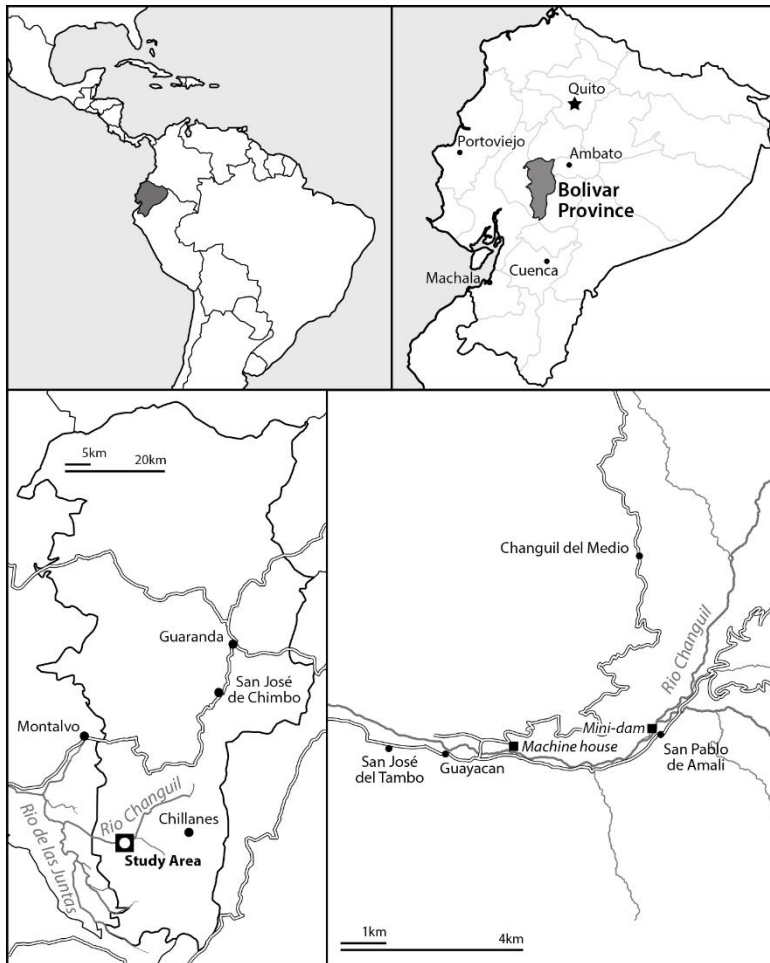 Quito
Portoviejo
Ambato
Bolivar
Province
Machala
Cuenca
5km
20km
Guaranda
San José
de Chimbo
Montalvo
Rio Changuil
Chillanes
Rio de las Juntas
Study Area
Changuil del Medio
Rio Changuil
Mini-dam
Machine house
San José
del Tambo
Guayacan
San Pablo
de Amali
1km
4km